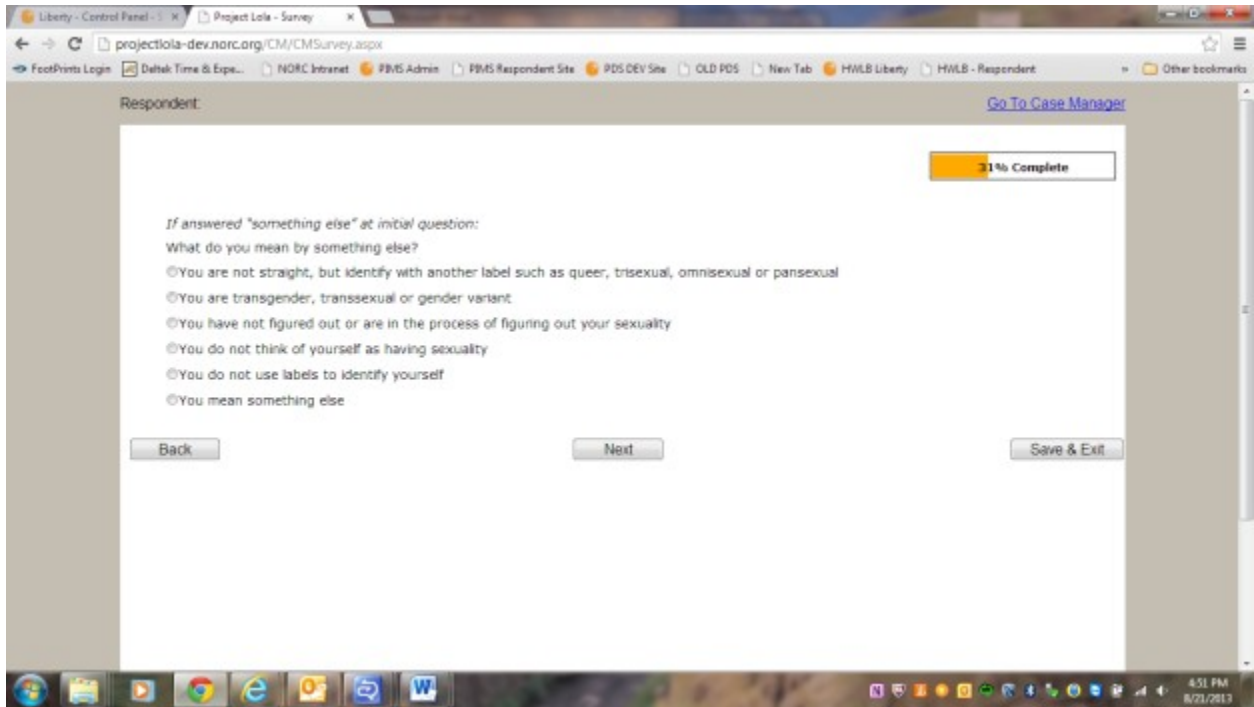 Liberty - Control Panel - S
Project Lola - Survey
projectlola-dev.norc.org/CM/CMSurvey.aspx
FootPrints Login
Deltek Time & Expe...
NORC Intranet
PIMS Admin
PIMS Respondent Site
PDS DEV Site
OLD PDS
New Tab
HWLB Liberty
HWLB - Respondent
»
Other bookmarks
Respondent:
Go To Case Manager
31% Complete
If answered "something else" at initial question:
What do you mean by something else?
You are not straight, but identify with another label such as queer, trisexual, omnisexual or pansexual
You are transgender, transsexual or gender variant
You have not figured out or are in the process of figuring out your sexuality
You do not think of yourself as having sexuality
You do not use labels to identify yourself
You mean something else
Back
Next
Save & Exit
4:51 PM
8/21/2013